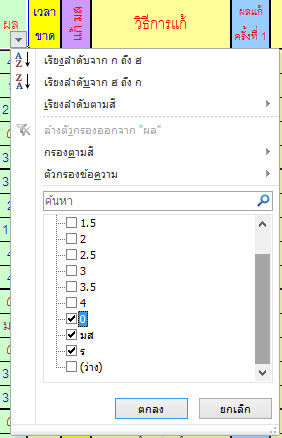 ผล
เวลา
ขาด
แก้ มส
วิธีการแก้
ผลแก้
ครั้งที่ 1
เรียงลำดับจาก ก ถึง ฮ
เรียงลำดับจาก ฮ ถึง ก
เรียงลำดับตามสี
ล้างตัวกรองออกจาก "ผล"
กรองตามสี
ตัวกรองข้อความ
ค้นหา
1.5
2
2.5
3
3.5
4
0
มส
ร
(ว่าง)
ตกลง
ยกเลิก